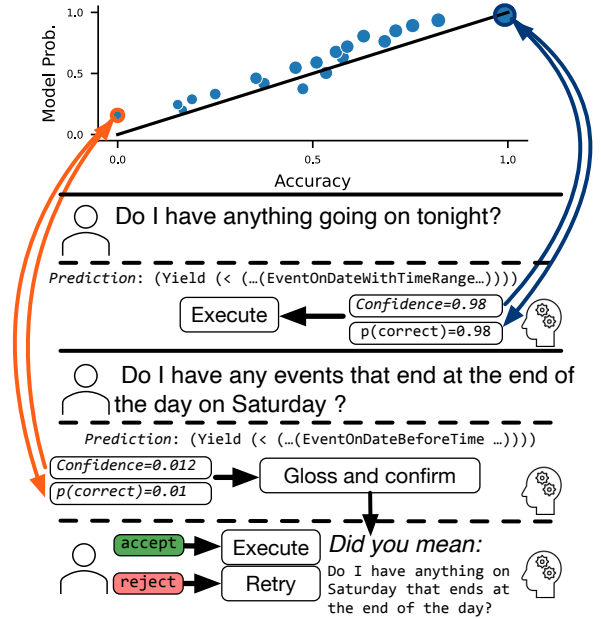 1.0
0.5
0.0
Model Prob.
0.0
0.5
1.0
Accuracy
Do I have anything going on tonight?
Prediction: (Yield (< (…(EventOnDateWithTimeRange…))))
Execute
Confidence=0.98
p(correct)=0.98
Do I have any events that end at the end of
the day on Saturday ?
Prediction: (Yield (< (…(EventOnDateBeforeTime …))))
Confidence=0.012
p(correct)=0.01
Gloss and confirm
accept
Execute
reject
Retry
Did you mean:
Do I have anything on
Saturday that ends at
the end of the day?